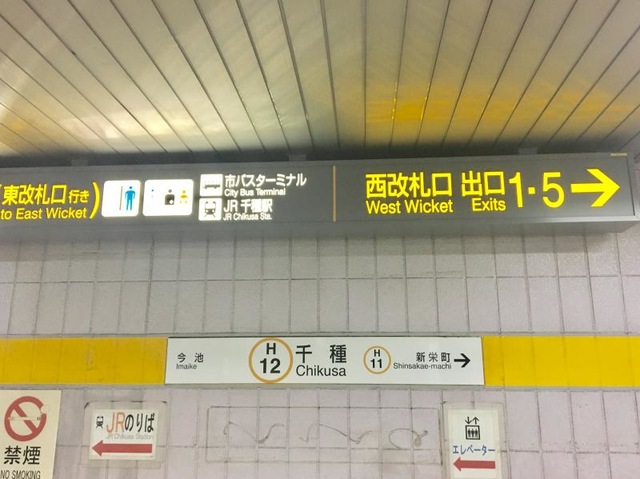 東改札口行き)
to East Wicket
市バスターミナル
City Bus Terminal
JR 千種駅
JR Chikusa Sta.
西改札口 出口 1・5
West Wicket Exits
今池
Imaike
H
12
千種
Chikusa
H
11
新栄町
Shinsakae-machi
禁煙
NO SMOKING
JRのりば
JR Chikusa Station
エレベーター